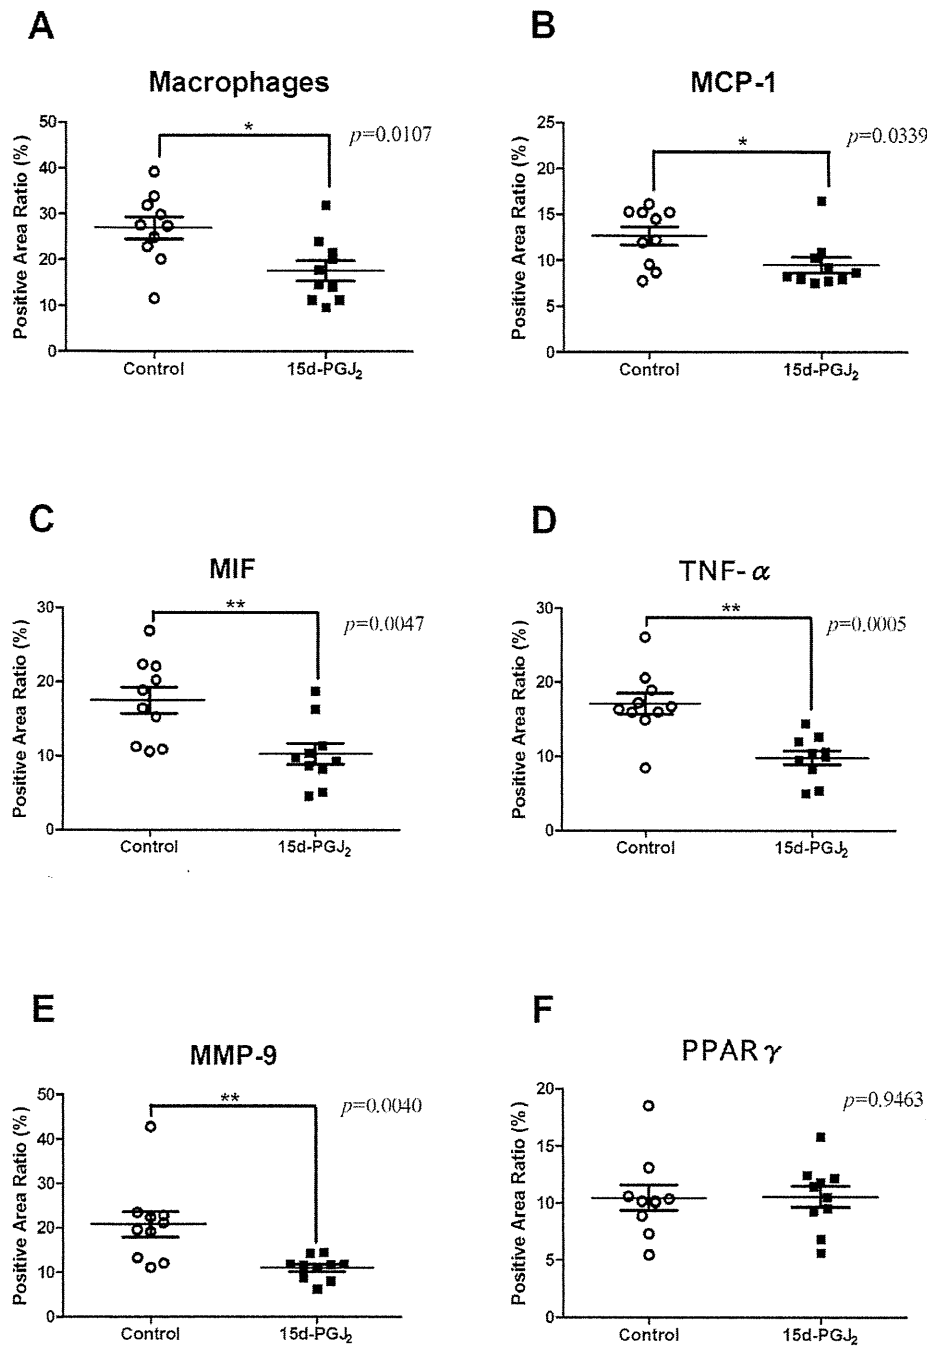 A
B
Macrophages
MCP-1
Positive Area Ratio (%)
50
40
30
20
10
0
*
p=0.0107
Control
15d-PGJ₂
Positive Area Ratio (%)
25
20
15
10
5
0
*
p=0.0339
Control
15d-PGJ₂
C
D
MIF
TNF-α
Positive Area Ratio (%)
30
20
10
0
**
p=0.0047
Control
15d-PGJ₂
Positive Area Ratio (%)
30
20
10
0
**
p=0.0005
Control
15d-PGJ₂
E
F
MMP-9
PPARγ
Positive Area Ratio (%)
50
40
30
20
10
0
**
p=0.0040
Control
15d-PGJ₂
Positive Area Ratio (%)
20
15
10
5
0
p=0.9463
Control
15d-PGJ₂